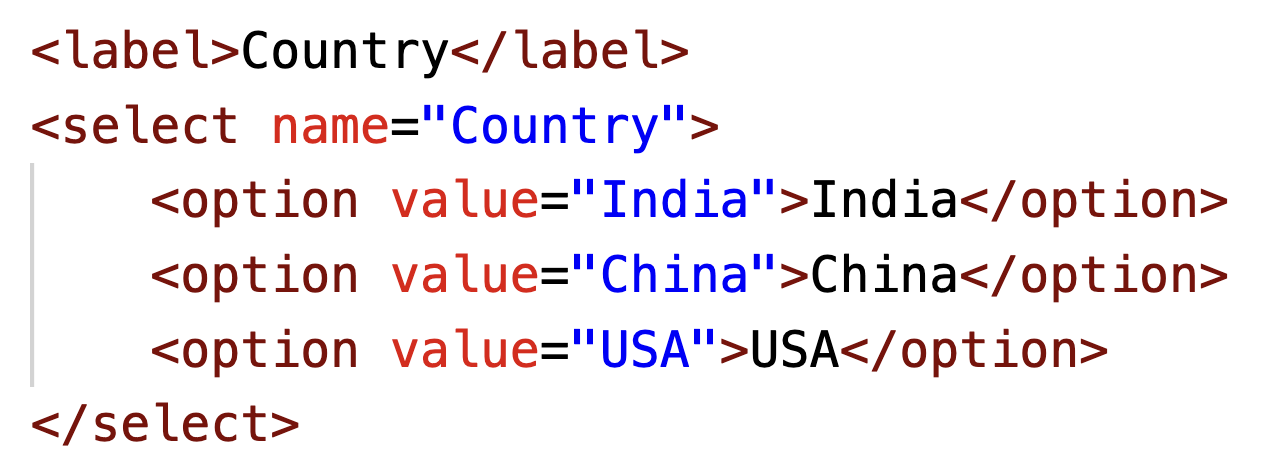 <label>Country</label>
<select name="Country">
    <option value="India">India</option>
    <option value="China">China</option>
    <option value="USA">USA</option>
</select>